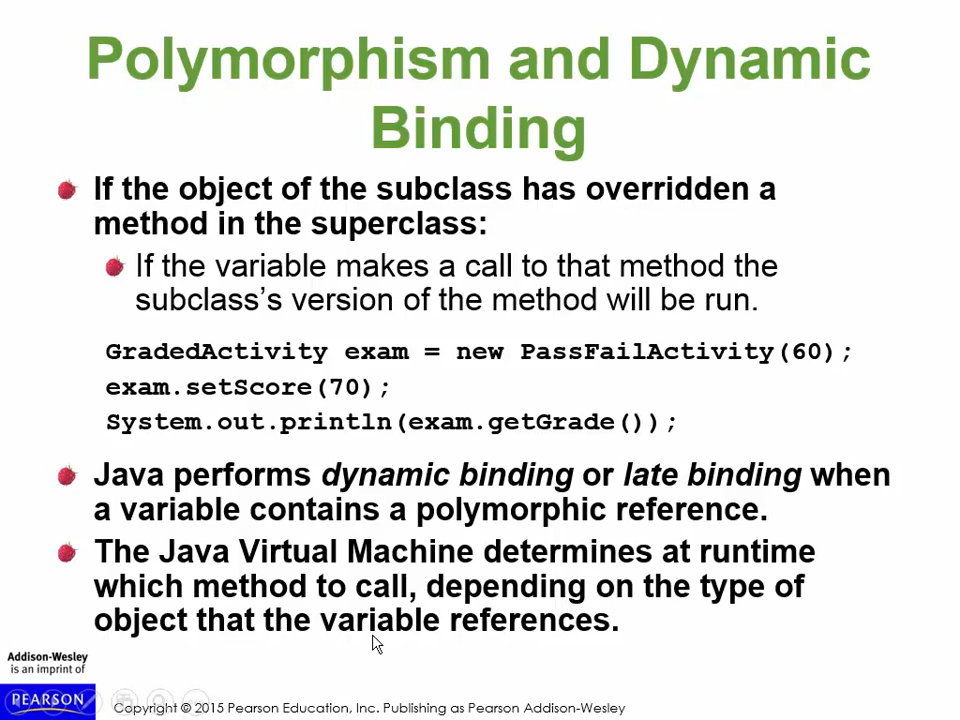 Polymorphism and Dynamic
Binding
If the object of the subclass has overridden a
method in the superclass:
If the variable makes a call to that method the
subclass's version of the method will be run.
GradedActivity exam = new PassFailActivity(60);
exam.setScore(70);
System.out.println(exam.getGrade());
Java performs dynamic binding or late binding when
a variable contains a polymorphic reference.
The Java Virtual Machine determines at runtime
which method to call, depending on the type of
object that the variable references.
Addison-Wesley
is an imprint of
PEARSON
Copyright © 2015 Pearson Education, Inc. Publishing as Pearson Addison-Wesley